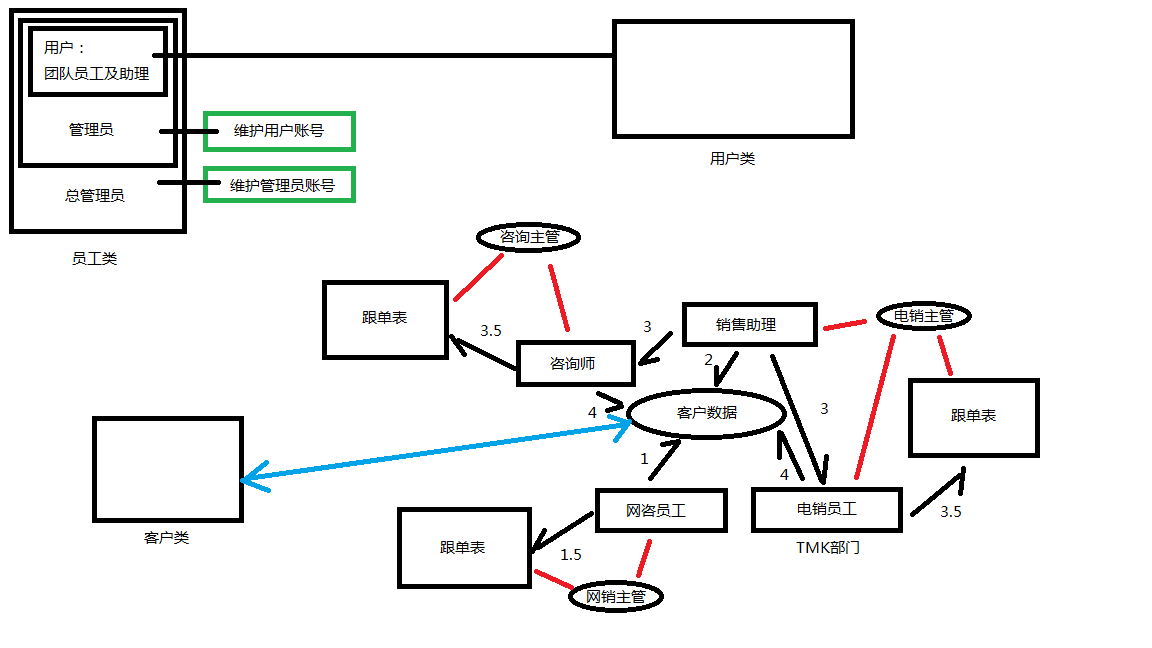 用户：
团队员工及助理
管理员
维护用户账号
总管理员
维护管理员账号
员工类
用户类
咨询主管
跟单表
3.5
咨询师
3
销售助理
电销主管
2
4
客户数据
3
跟单表
1
4
客户类
跟单表
1.5
网咨员工
电销员工
3.5
TMK部门
网销主管